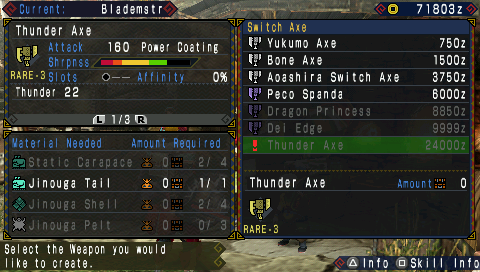 Current: Blademstr
71803z
Thunder Axe
Attack 160 Power Coating
Shrpnss
RARE-3
Slots ●-- Affinity 0%
Thunder 22
L 1/3 R
Material Needed Amount Required
Static Carapace 0 2/ 4
Jinouga Tail 0 1/ 1
Jinouga Shell 0 2/ 4
Jinouga Pelt 0 0/ 3
Select the Weapon you would
like to create.
Switch Axe
Yukumo Axe 750z
Bone Axe 1500z
Aoashira Switch Axe 3750z
Peco Spanda 6000z
Dragon Princess 8850z
Dei Edge 9999z
Thunder Axe 24000z
Thunder Axe Amount 0
RARE-3
△ Info □ Skill Info